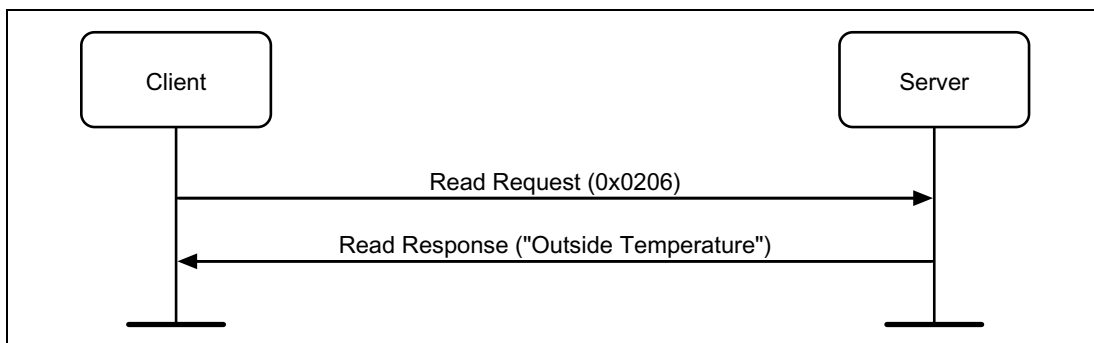 Client
Server
Read Request (0x0206)
Read Response ("Outside Temperature")